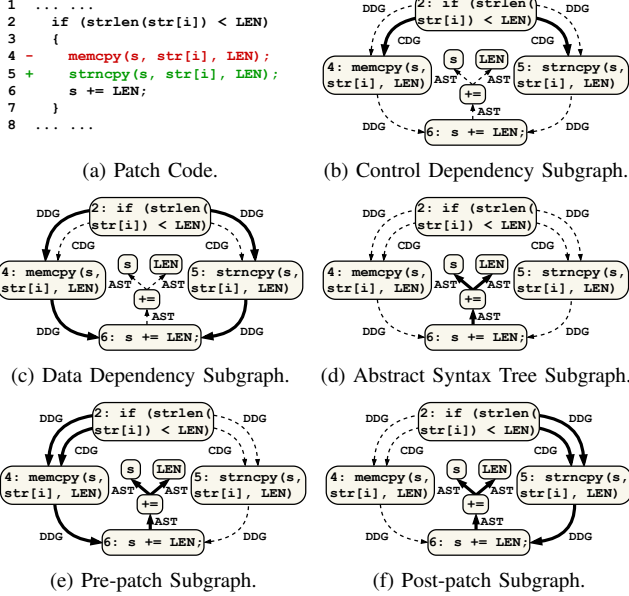 1 ... ...
2 if (strlen(str[i]) < LEN)
3 {
4 - memcpy(s, str[i], LEN);
5 + strncpy(s, str[i], LEN);
6 s += LEN;
7 }
8 ... ...
(a) Patch Code.
2: if (strlen(
str[i]) < LEN)
DDG
DDG
CDG
CDG
4: memcpy(s,
str[i], LEN)
s
LEN
5: strncpy(s,
str[i], LEN)
AST
AST
+=
AST
DDG
DDG
6: s += LEN;
(b) Control Dependency Subgraph.
2: if (strlen(
str[i]) < LEN)
DDG
DDG
CDG
CDG
4: memcpy(s,
str[i], LEN)
s
LEN
5: strncpy(s,
str[i], LEN)
AST
AST
+=
AST
DDG
DDG
6: s += LEN;
(c) Data Dependency Subgraph.
2: if (strlen(
str[i]) < LEN)
DDG
DDG
CDG
CDG
4: memcpy(s,
str[i], LEN)
s
LEN
5: strncpy(s,
str[i], LEN)
AST
AST
+=
AST
DDG
DDG
6: s += LEN;
(d) Abstract Syntax Tree Subgraph.
2: if (strlen(
str[i]) < LEN)
DDG
DDG
CDG
CDG
4: memcpy(s,
str[i], LEN)
s
LEN
5: strncpy(s,
str[i], LEN)
AST
AST
+=
AST
DDG
DDG
6: s += LEN;
(e) Pre-patch Subgraph.
2: if (strlen(
str[i]) < LEN)
DDG
DDG
CDG
CDG
4: memcpy(s,
str[i], LEN)
s
LEN
5: strncpy(s,
str[i], LEN)
AST
AST
+=
AST
DDG
DDG
6: s += LEN;
(f) Post-patch Subgraph.